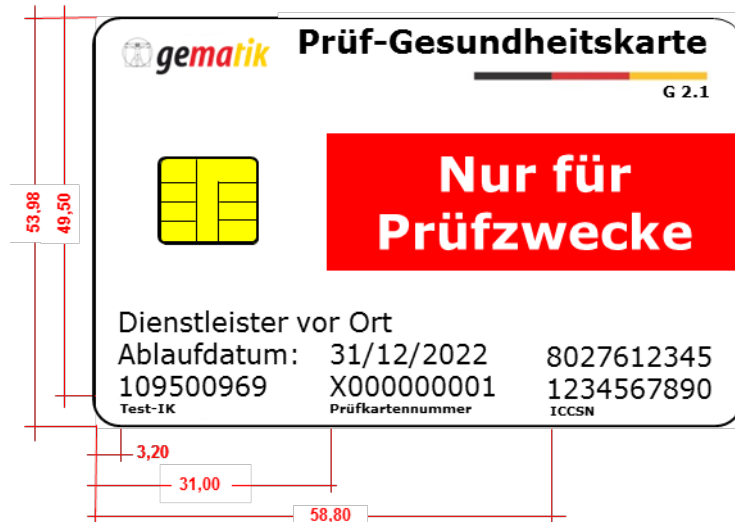 gematik
Prüf-Gesundheitskarte
G 2.1
Nur für
Prüfzwecke
53,98
49,50
Dienstleister vor Ort
Ablaufdatum: 31/12/2022 8027612345
109500969 X000000001 1234567890
Test-IK Prüfkartennummer ICCSN
3,20
31,00
58,80